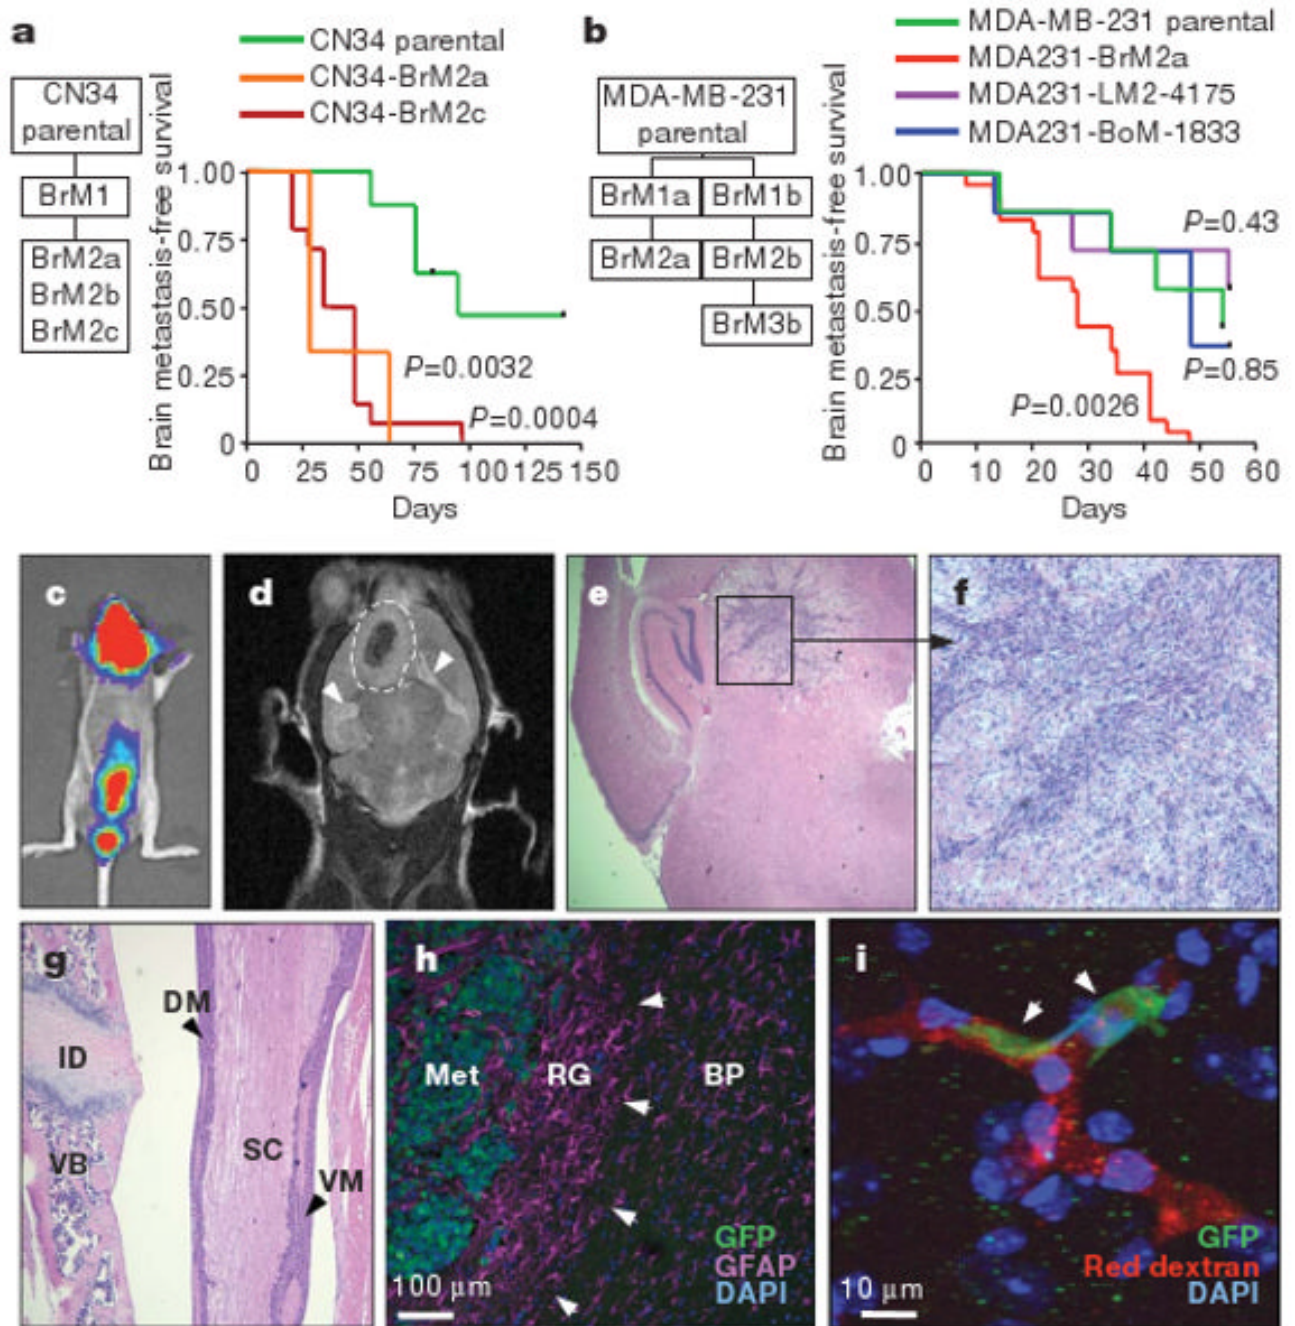 a
CN34 parental
CN34-BrM2a
CN34-BrM2c
CN34
parental
BrM1
BrM2a
BrM2b
BrM2c
Brain metastasis-free survival
1.00
0.75
0.50
0.25
0
P=0.0032
P=0.0004
0 25 50 75 100 125 150
Days
b
MDA-MB-231 parental
MDA231-BrM2a
MDA231-LM2-4175
MDA231-BoM-1833
MDA-MB-231
parental
BrM1a BrM1b
BrM2a BrM2b
BrM3b
Brain metastasis-free survival
1.00
0.75
0.50
0.25
0
P=0.43
P=0.85
P=0.0026
0 10 20 30 40 50 60
Days
c
d
e
f
g
DM
ID
SC
VB
VM
h
Met RG BP
GFP
GFAP
DAPI
100 μm
i
GFP
Red dextran
DAPI
10 μm